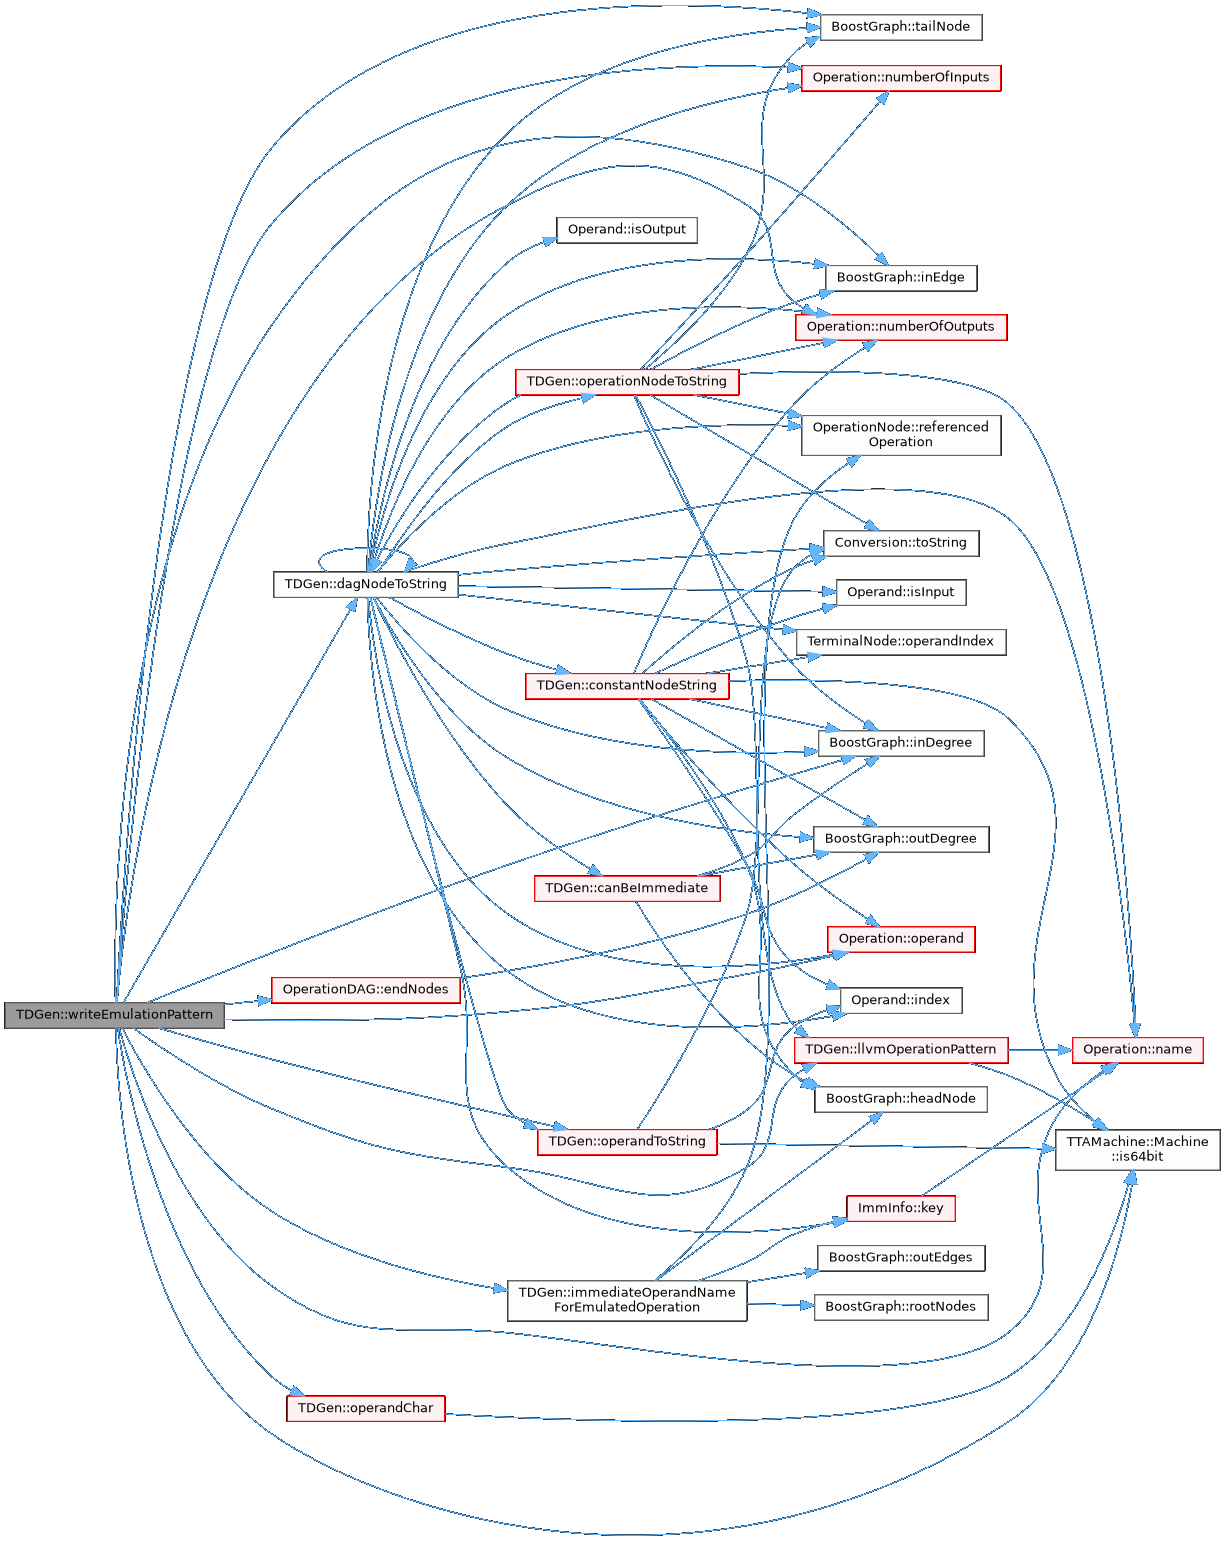 BoostGraph::tailNode
Operation::numberOfInputs
Operand::isOutput
BoostGraph::inEdge
Operation::numberOfOutputs
TDGen::operationNodeToString
OperationNode::referenced
Operation
Conversion::toString
TDGen::dagNodeToString
Operand::isInput
TerminalNode::operandIndex
TDGen::constantNodeString
BoostGraph::inDegree
BoostGraph::outDegree
TDGen::canBeImmediate
Operation::operand
OperationDAG::endNodes
Operand::index
TDGen::writeEmulationPattern
TDGen::llvmOperationPattern
Operation::name
BoostGraph::headNode
TDGen::operandToString
TTAMachine::Machine
::is64bit
ImmInfo::key
BoostGraph::outEdges
TDGen::immediateOperandName
ForEmulatedOperation
BoostGraph::rootNodes
TDGen::operandChar